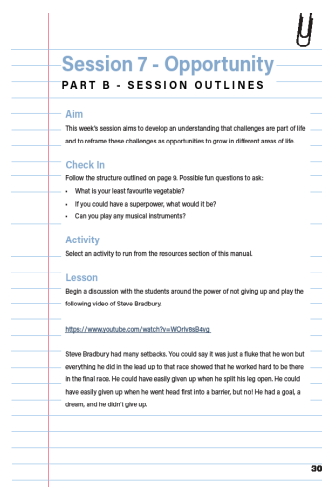 Session 7 - Opportunity
PART B - SESSION OUTLINES
Aim
This week's session aims to develop an understanding that challenges are part of life
and to reframe these challenges as opportunities to grow in different areas of life.
Check In
Follow the structure outlined on page 9. Possible fun questions to ask:
• What is your least favourite vegetable?
• If you could have a superpower, what would it be?
• Can you play any musical instruments?
Activity
Select an activity to run from the resources section of this manual.
Lesson
Begin a discussion with the students around the power of not giving up and play the
following video of Steve Bradbury.
Steve Bradbury had many setbacks. You could say it was just a fluke that he won but
everything he did in the lead up to that race showed that he worked hard to be there
in the final race. He could have easily given up when he split his leg open. He could
have easily given up when he went head first into a barrier, but no! He had a goal, a
dream, and he didn't give up.
30